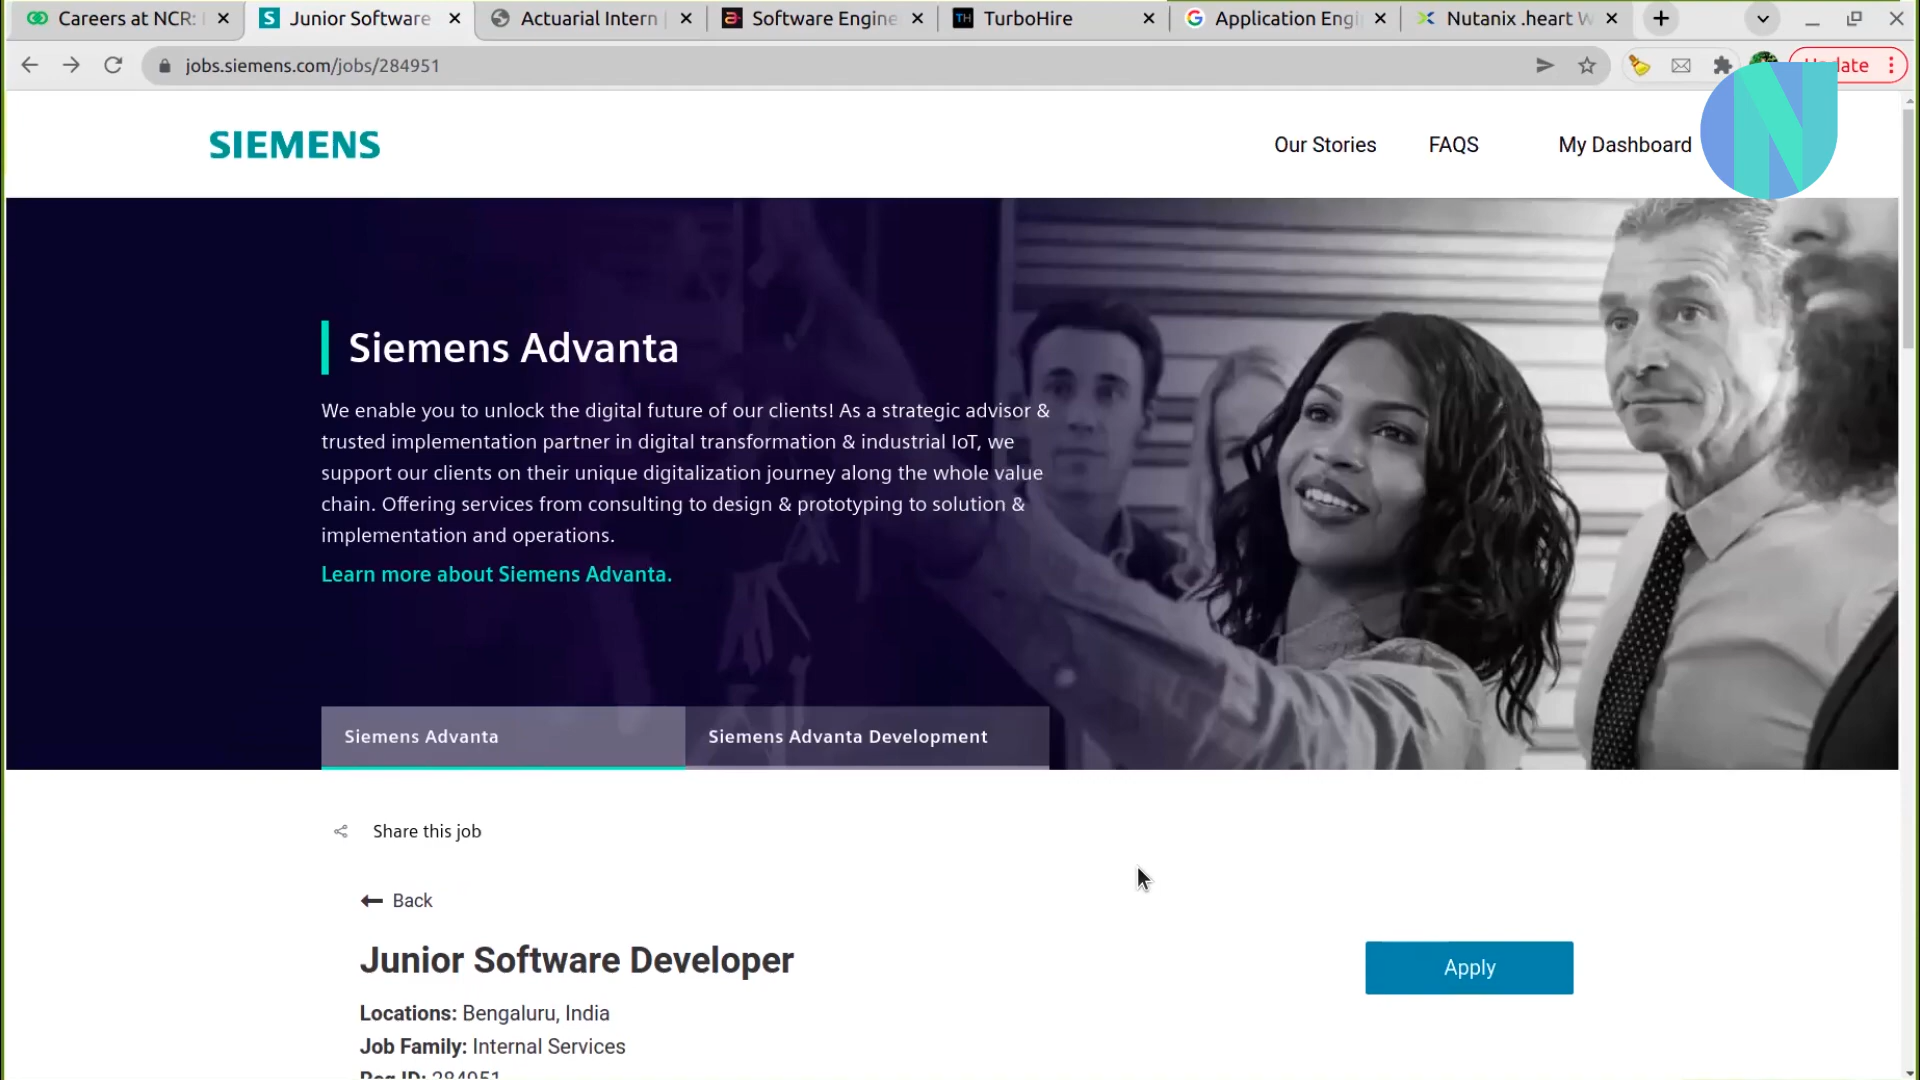 Careers at NCR:
Junior Software
Actuarial Intern
Software Engine
TurboHire
Application Engi
Nutanix .heart W
jobs.siemens.com/jobs/284951
SIEMENS
Our Stories
FAQS
My Dashboard
Siemens Advanta
We enable you to unlock the digital future of our clients! As a strategic advisor &
trusted implementation partner in digital transformation & industrial IoT, we
support our clients on their unique digitalization journey along the whole value
chain. Offering services from consulting to design & prototyping to solution &
implementation and operations.
Learn more about Siemens Advanta.
Siemens Advanta
Siemens Advanta Development
Share this job
Back
Junior Software Developer
Apply
Locations: Bengaluru, India
Job Family: Internal Services
Req ID: 284951